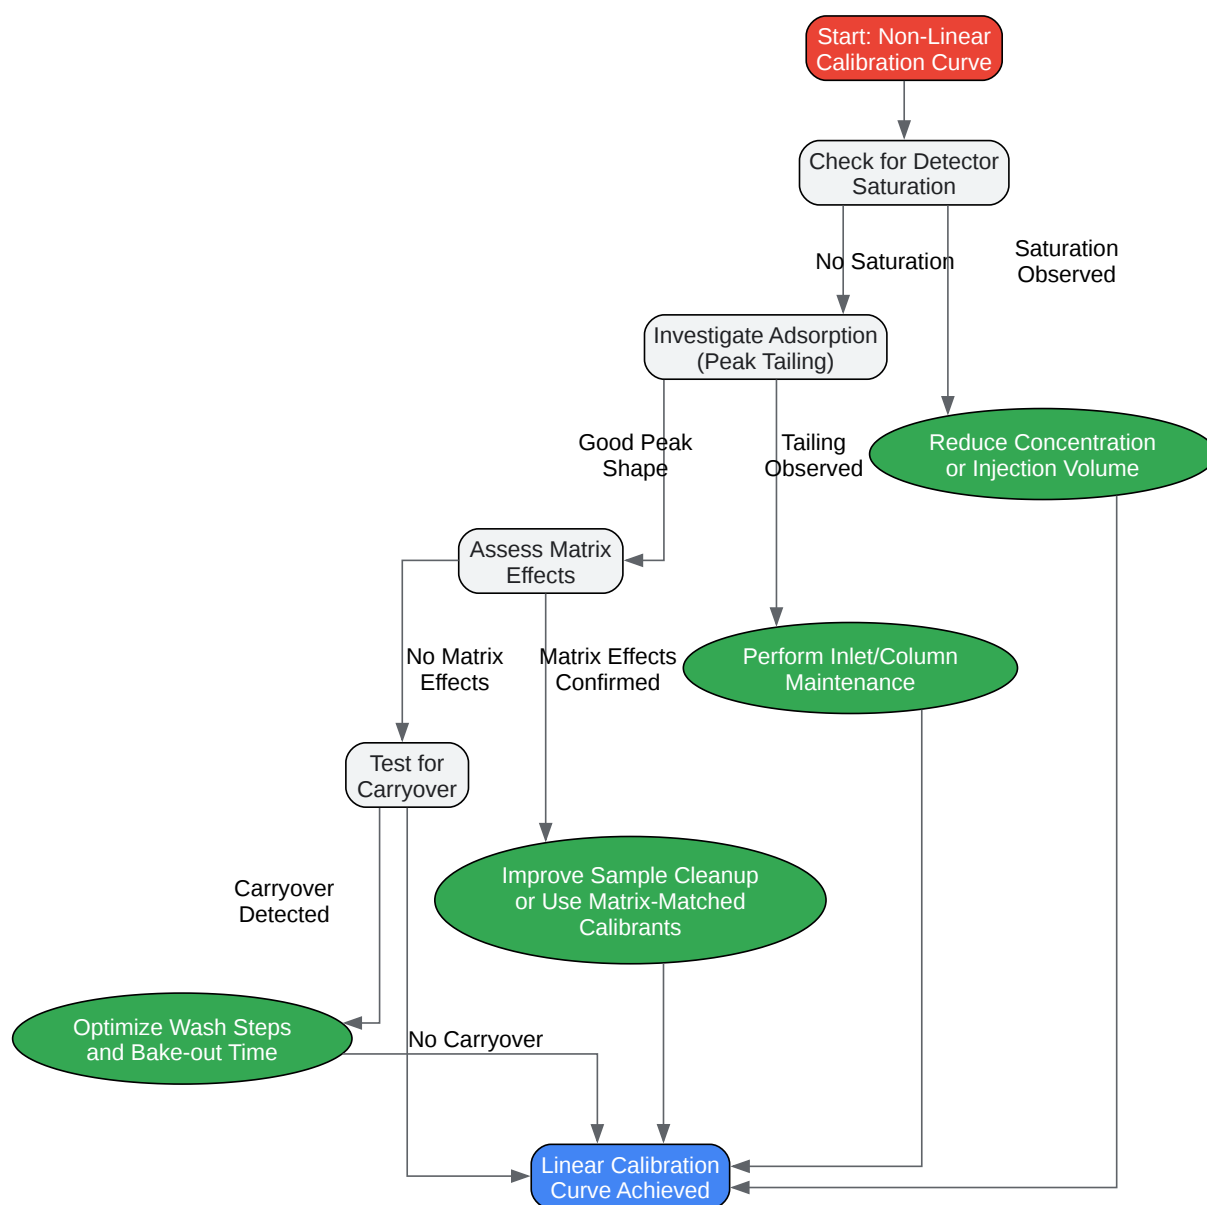 Start: Non-Linear
Calibration Curve
Check for Detector
Saturation
No Saturation
Saturation
Observed
Investigate Adsorption
(Peak Tailing)
Good Peak
Shape
Tailing
Observed
Reduce Concentration
or Injection Volume
Assess Matrix
Effects
No Matrix
Effects
Matrix Effects
Confirmed
Perform Inlet/Column
Maintenance
Test for
Carryover
Carryover
Detected
Improve Sample Cleanup
or Use Matrix-Matched
Calibrants
Optimize Wash Steps
and Bake-out Time
No Carryover
Linear Calibration
Curve Achieved